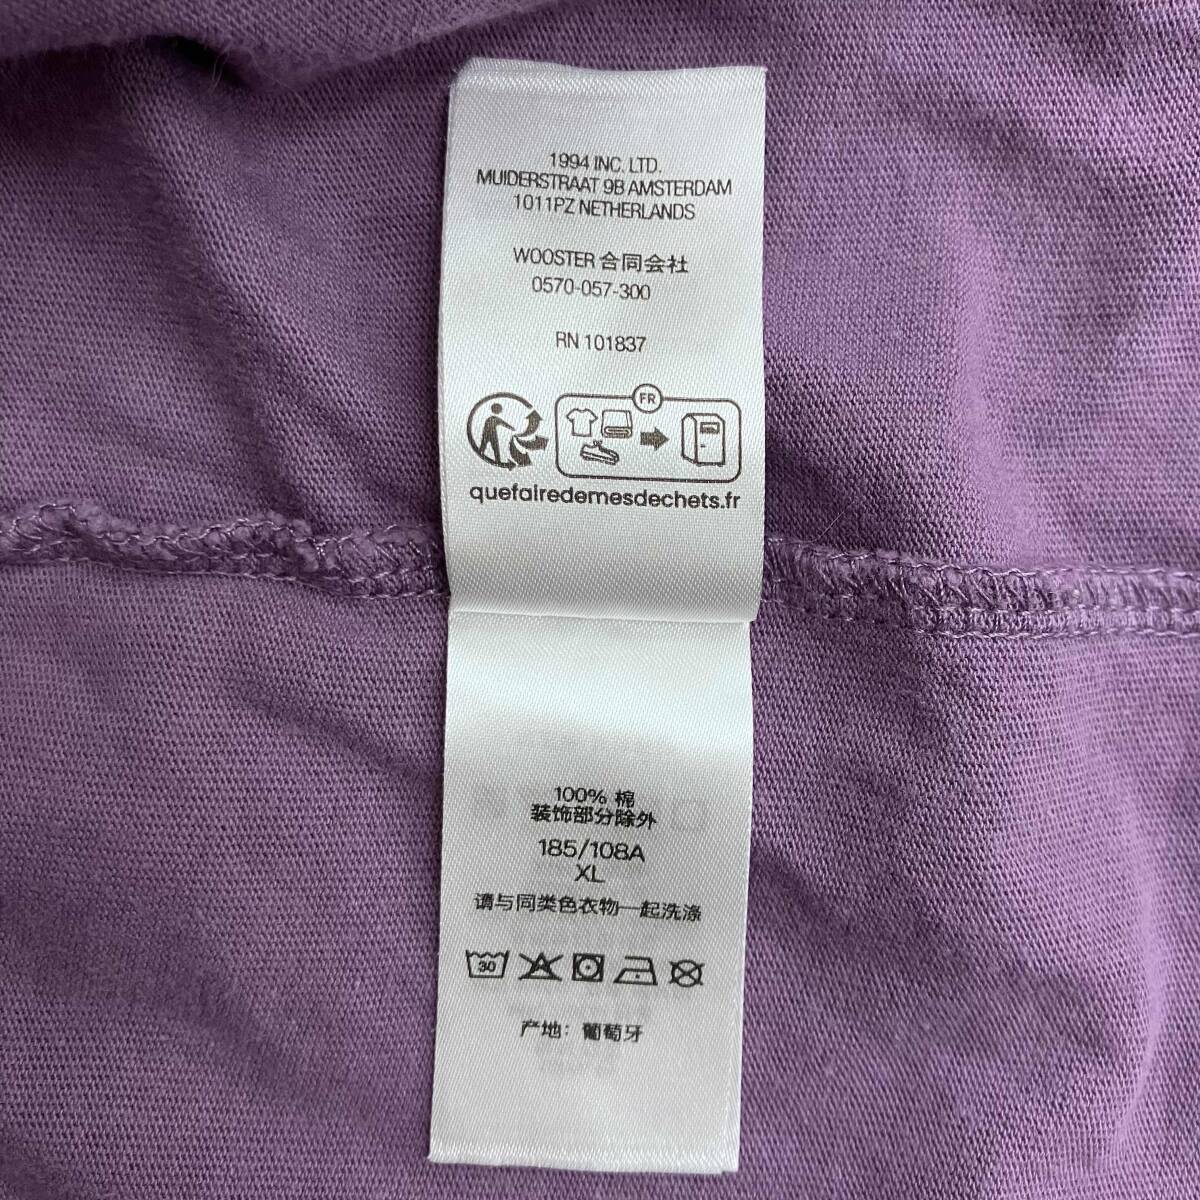 1994 INC. LTD.
MUIDERSTRAAT 9B AMSTERDAM
1011PZ NETHERLANDS
WOOSTER 合同会社
0570-057-300
RN 101837
FR
quefairedemesdechets.fr
100% 棉
装饰部分除外
185/108A
XL
请与同类色衣物一起洗涤
30
产地: 葡萄牙